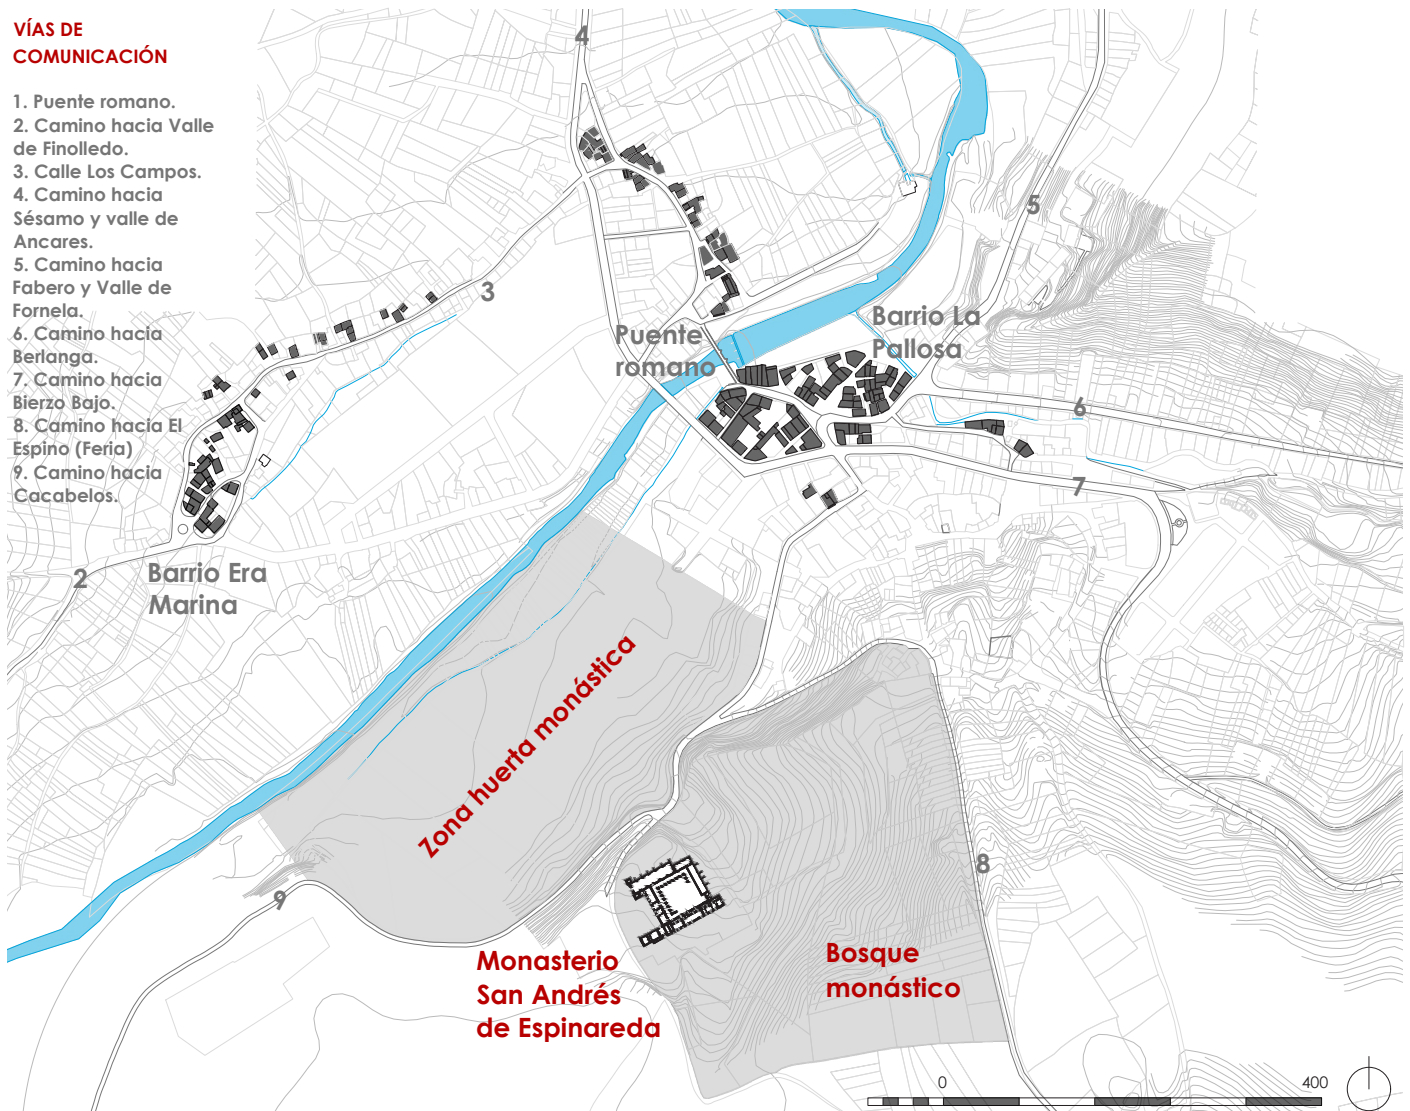 VÍAS DE
COMUNICACIÓN
1. Puente romano.
2. Camino hacia Valle
de Finolledo.
3. Calle Los Campos.
4. Camino hacia
Sésamo y valle de
Ancares.
5. Camino hacia
Fabero y Valle de
Fornela.
6. Camino hacia
Berlanga.
7. Camino hacia
Bierzo Bajo.
8. Camino hacia El
Espino (Feria)
9. Camino hacia
Cacabelos.
4
5
3
Puente
romano
Barrio La
Pallosa
6
7
2
Barrio Era
Marina
Zona huerta monástica
8
9
Monasterio
San Andrés
de Espinareda
Bosque
monástico
0
400